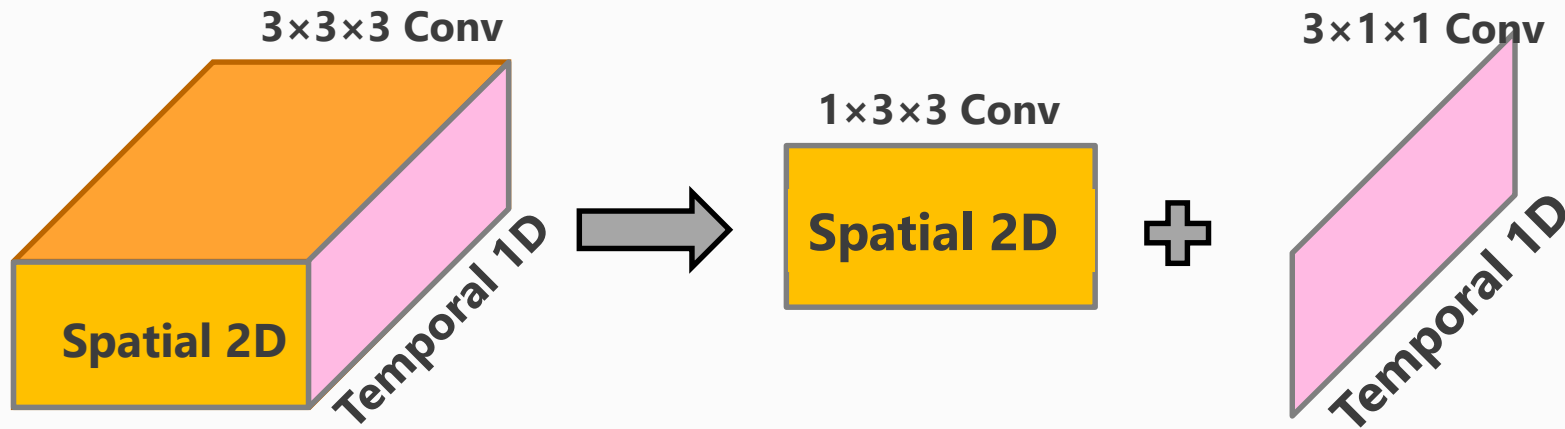 3×3×3 Conv
Spatial 2D
Temporal 1D
1×3×3 Conv
Spatial 2D
3×1×1 Conv
Temporal 1D